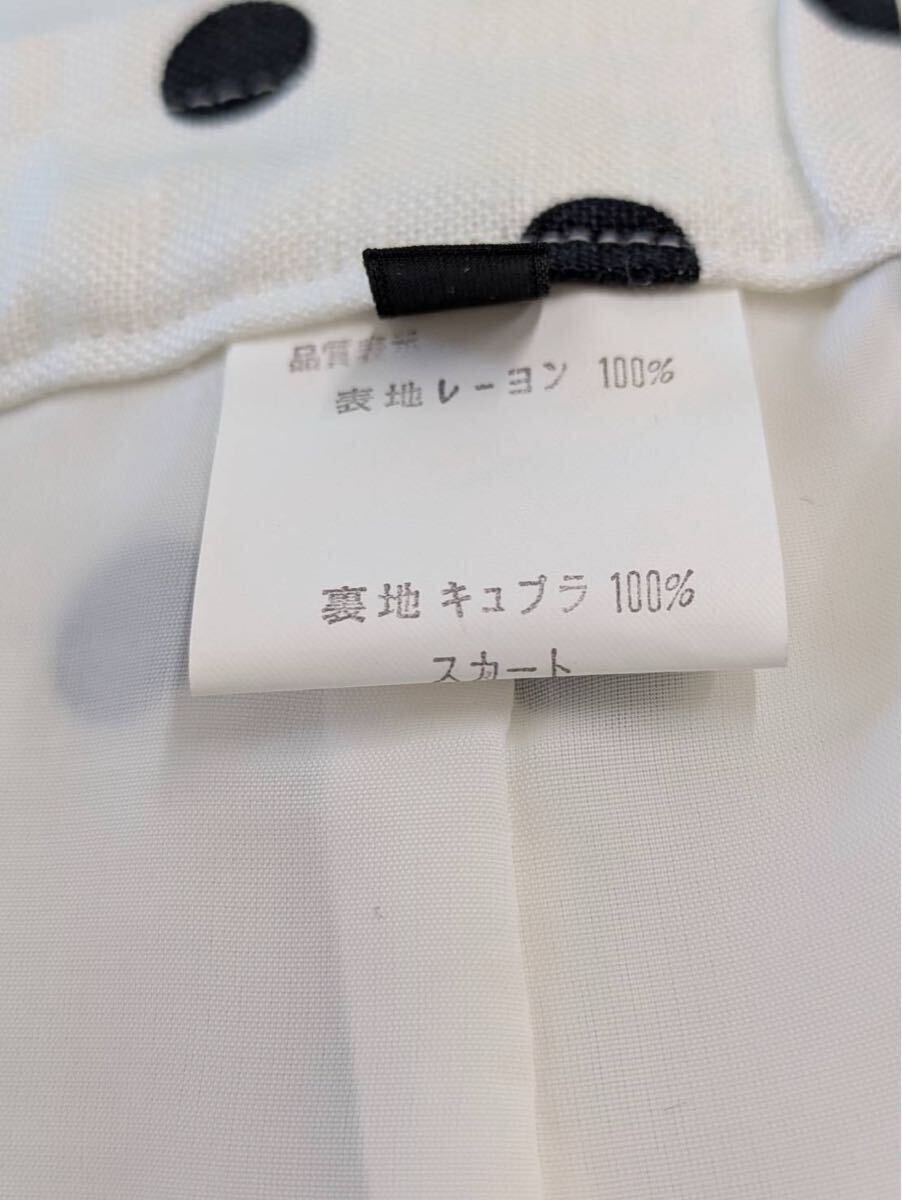 品質表示
表地 レーヨン 100%
裏地 キュプラ 100%
スカート